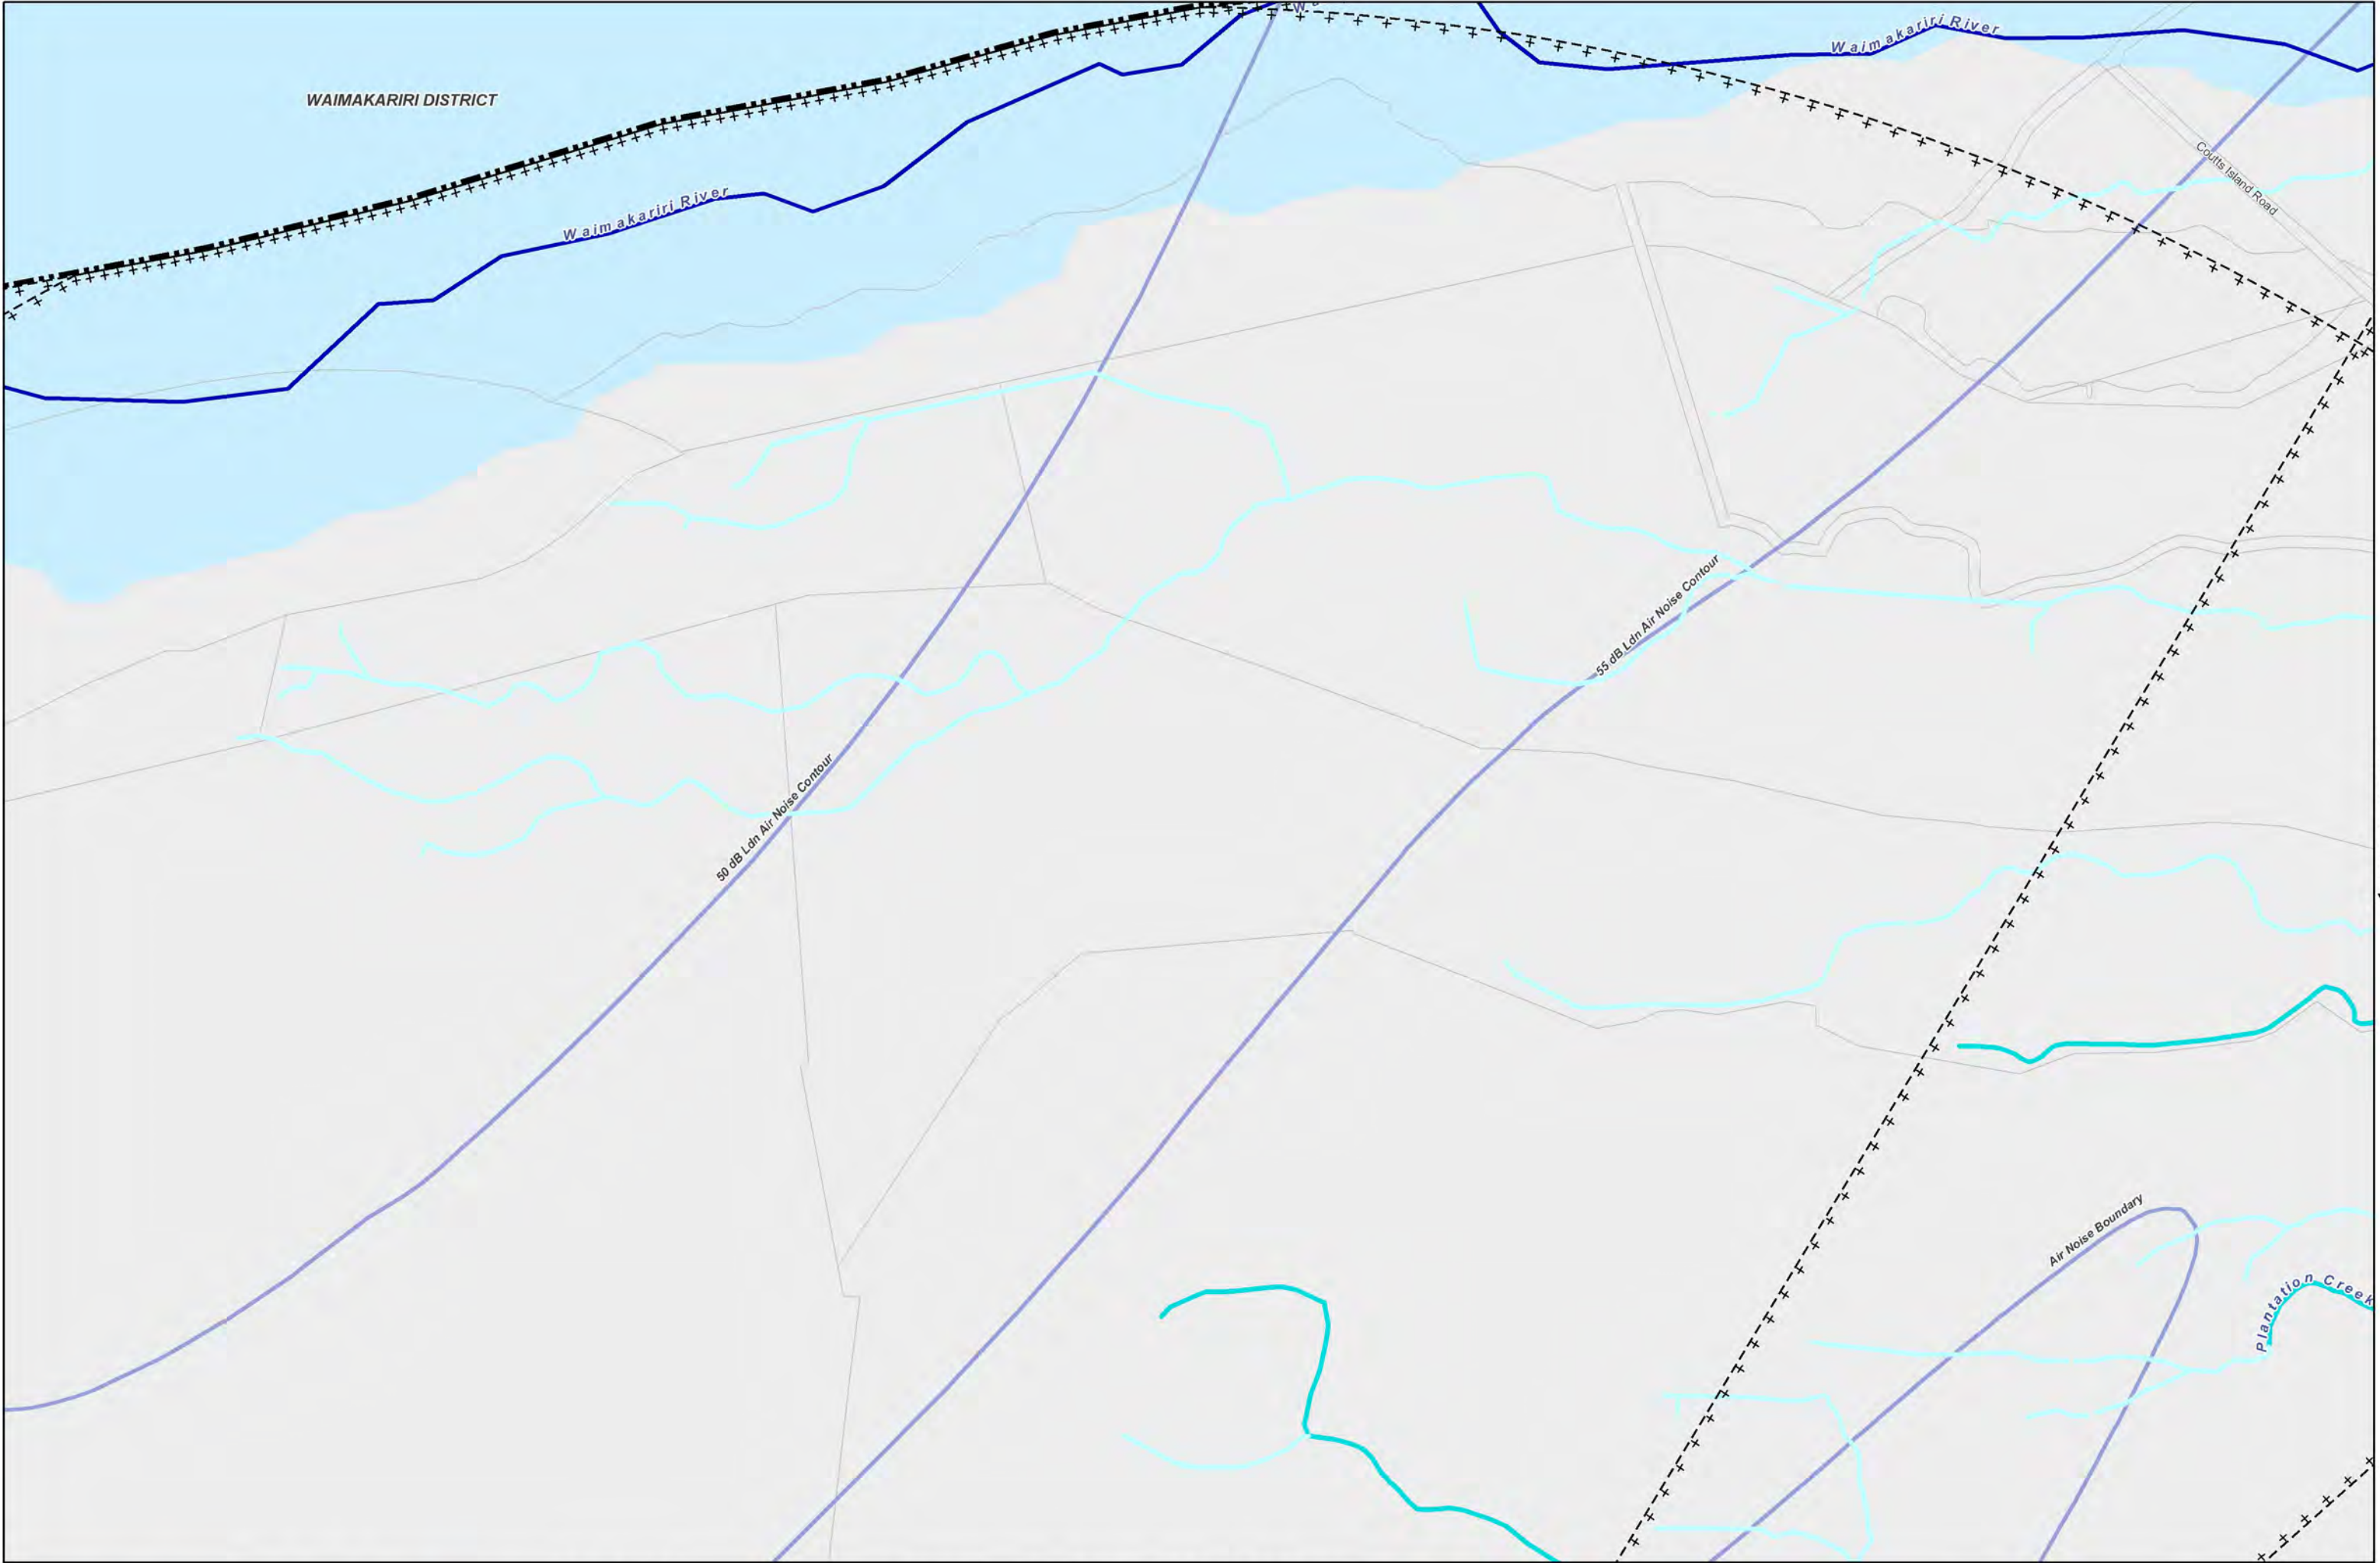 Waimakariri River
WAIMAKARIRI DISTRICT
Coutts Island Road
Waimakariri River
55 dB Ldn Air Noise Contour
50 dB Ldn Air Noise Contour
Air Noise Boundary
Plantation Creek